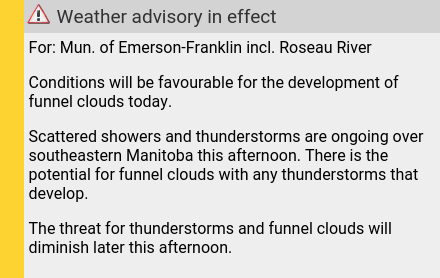 Weather advisory in effect
For: Mun. of Emerson-Franklin incl. Roseau River
Conditions will be favourable for the development of
funnel clouds today.
Scattered showers and thunderstorms are ongoing over
southeastern Manitoba this afternoon. There is the
potential for funnel clouds with any thunderstorms that
develop.
The threat for thunderstorms and funnel clouds will
diminish later this afternoon.